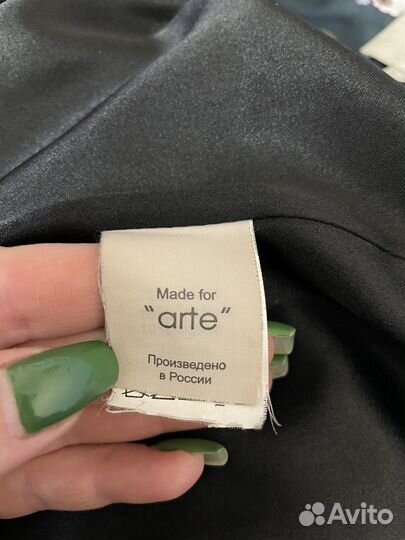 Made for
"arte"
Произведено
в России
Avito